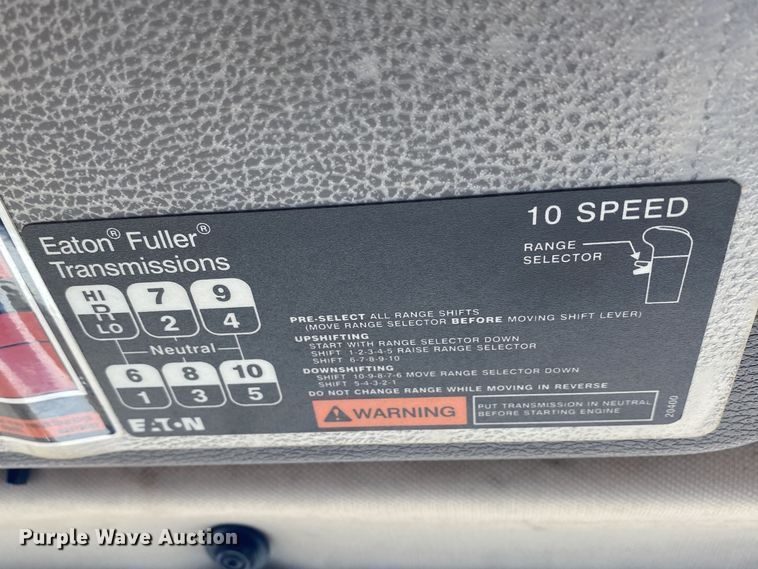 10 SPEED
Eaton® Fuller®
Transmissions
RANGE
SELECTOR
HI
R
LO
7
2
9
4
Neutral
6
1
8
3
10
5
EATON
PRE-SELECT ALL RANGE SHIFTS
(MOVE RANGE SELECTOR BEFORE MOVING SHIFT LEVER)
UPSHIFTING
START WITH RANGE SELECTOR DOWN
SHIFT 1-2-3-4-5 RAISE RANGE SELECTOR
SHIFT 6-7-8-9-10
DOWNSHIFTING
SHIFT 10-9-8-7-6 MOVE RANGE SELECTOR DOWN
SHIFT 5-4-3-2-1
DO NOT CHANGE RANGE WHILE MOVING IN REVERSE
WARNING
PUT TRANSMISSION IN NEUTRAL
BEFORE STARTING ENGINE
20400
Purple Wave Auction